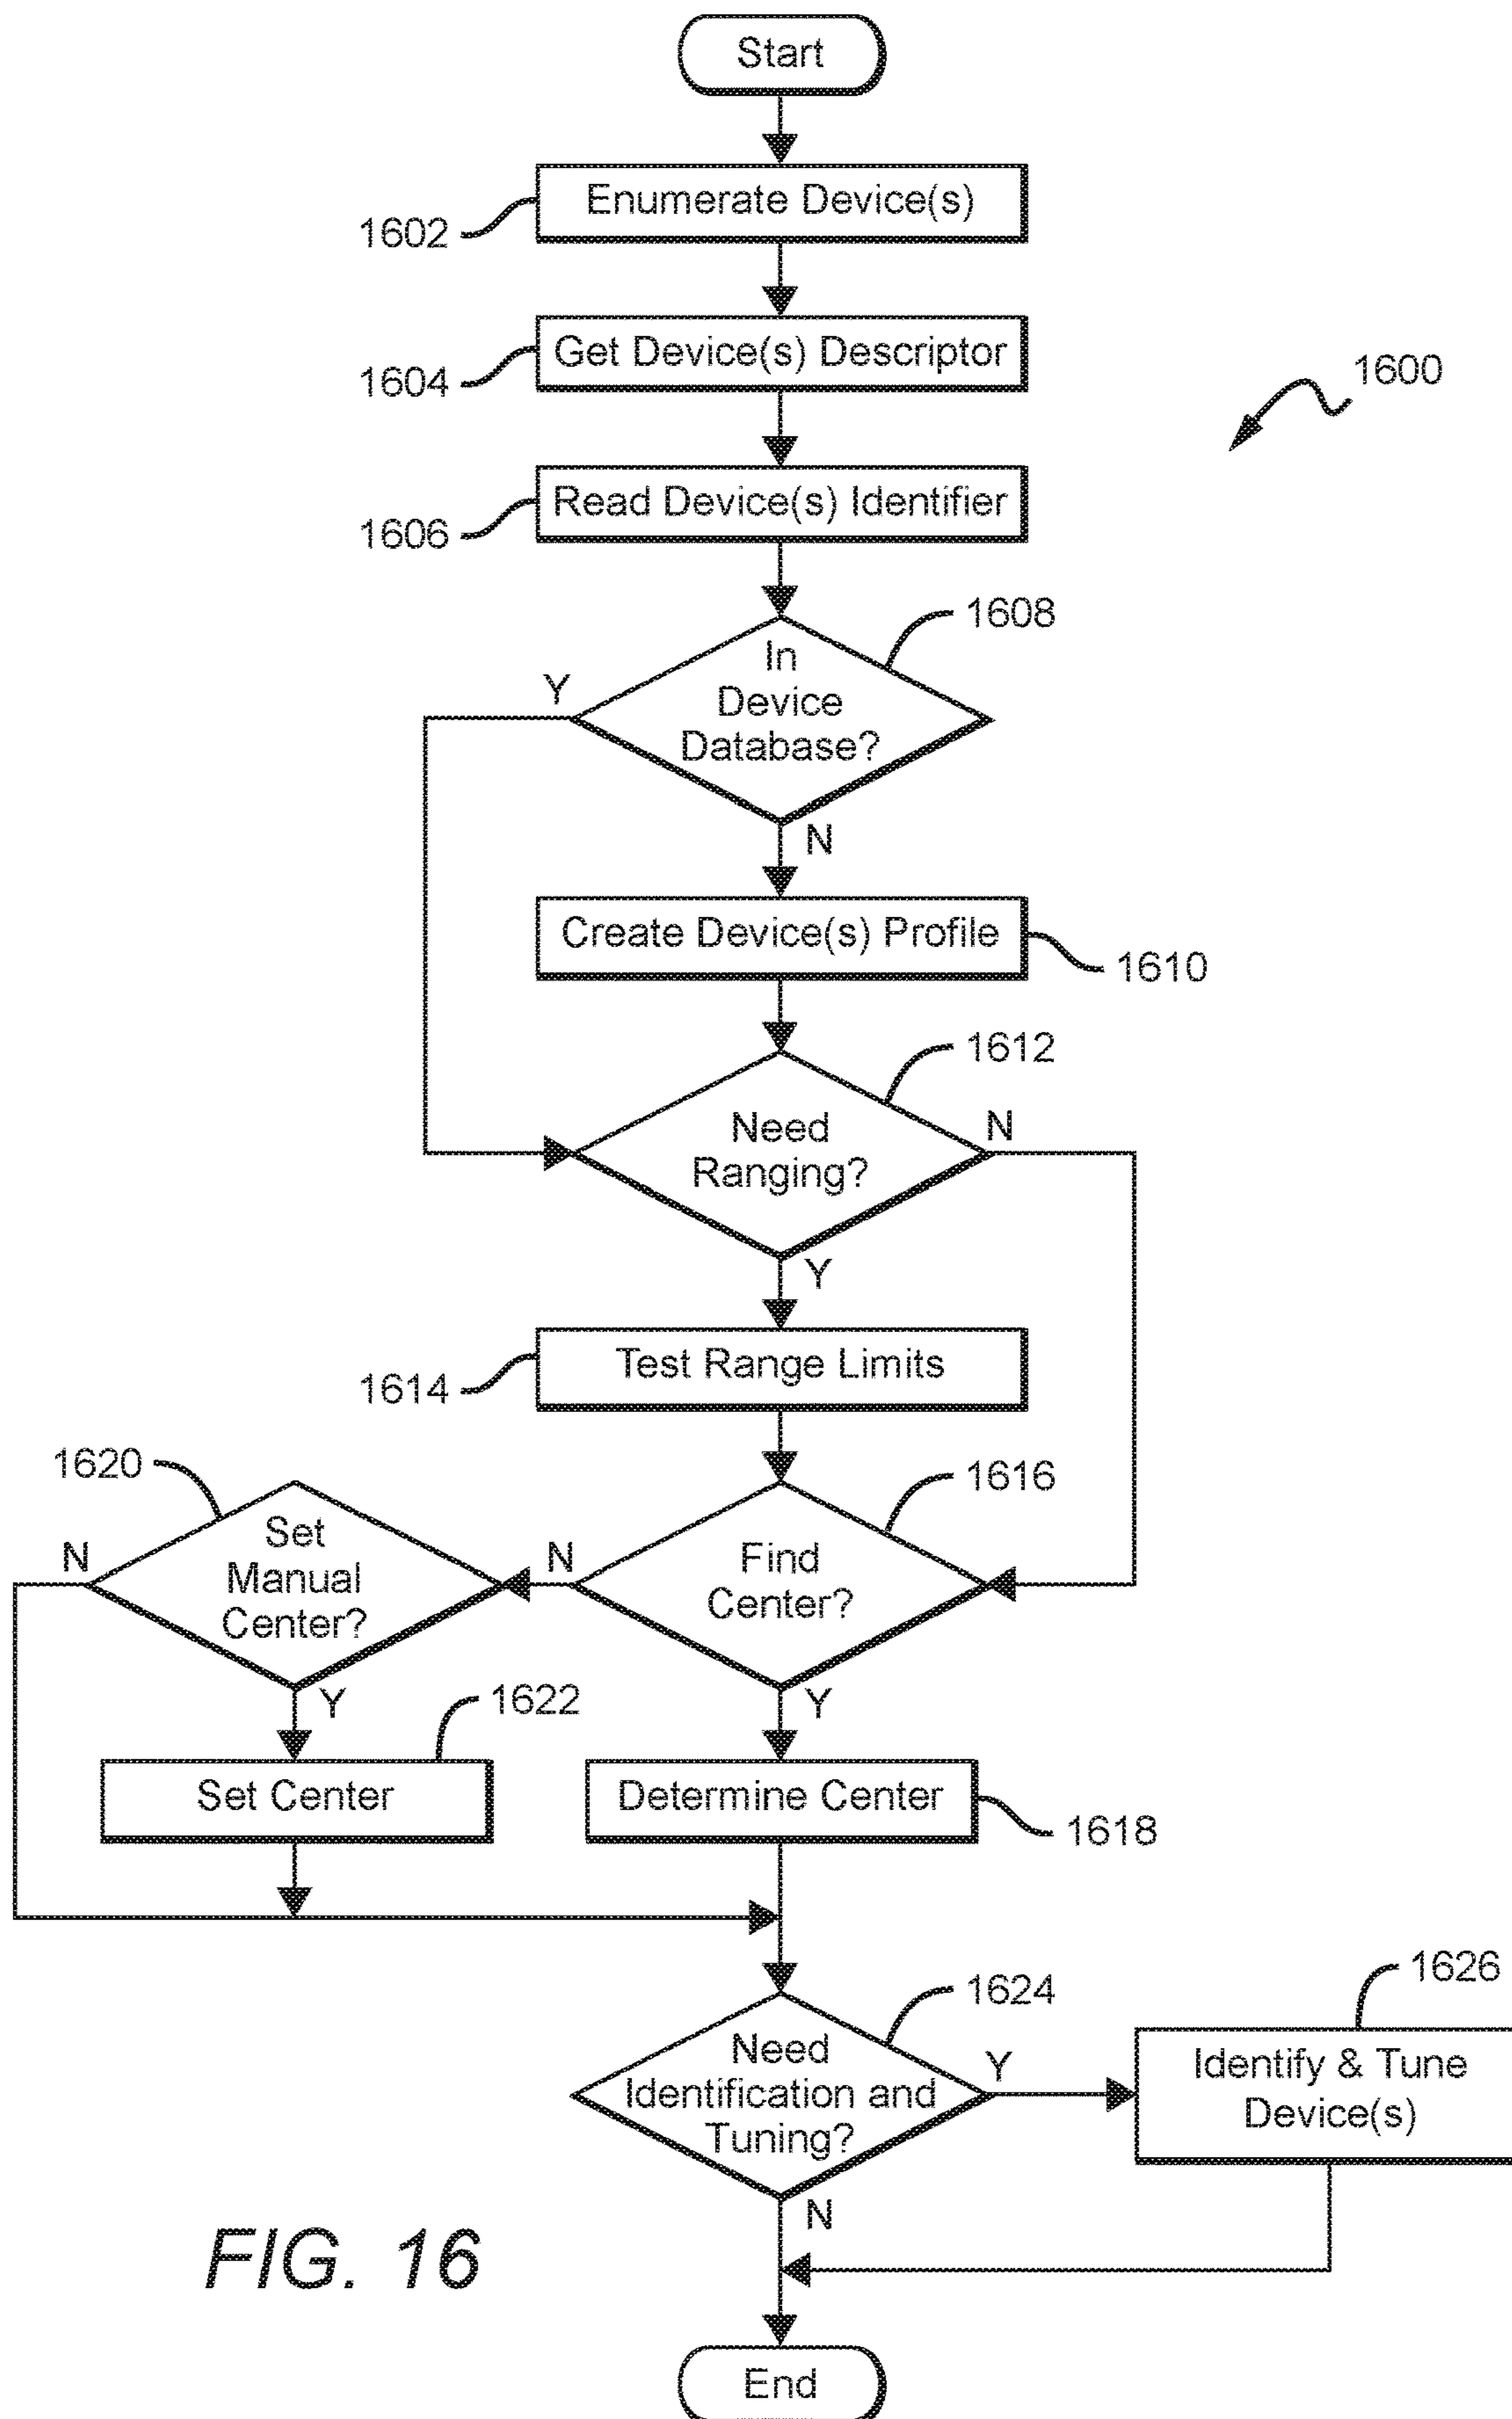 Start
Enumerate Device(s)
1602
Get Device(s) Descriptor
1604
1600
Read Device(s) Identifier
1606
1608
In
Device
Database?
Y
N
Create Device(s) Profile
1610
1612
Need
Ranging?
N
Y
Test Range Limits
1614
1620
1616
Set
Manual
Center?
N
Find
Center?
N
Y
1622
Y
Set Center
Determine Center
1618
1624
1626
Need
Identification and
Tuning?
Y
Identify & Tune
Device(s)
N
FIG. 16
End